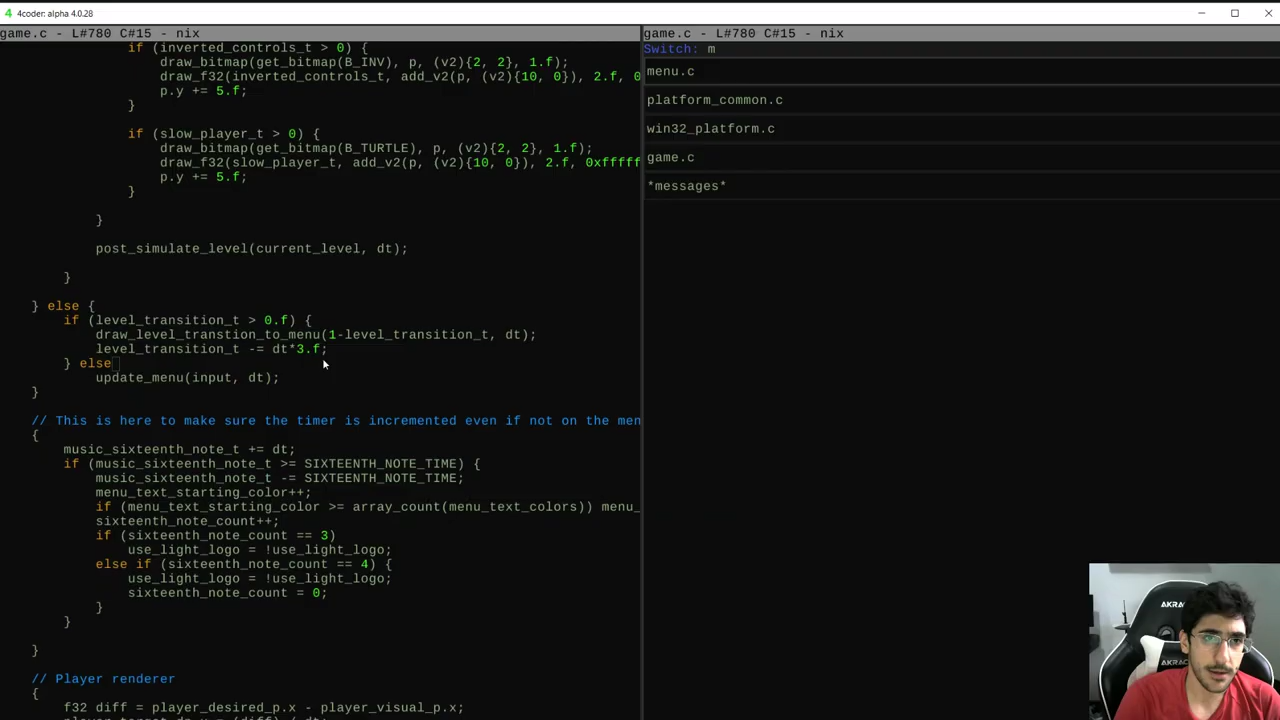 4 4coder: alpha 4.0.28
game.c - L#780 C#15 - nix
if (inverted_controls_t > 0) {
draw_bitmap(get_bitmap(B_INV), p, (v2){2, 2}, 1.f);
draw_f32(inverted_controls_t, add_v2(p, (v2){10, 0}), 2.f, 0
p.y += 5.f;
}
if (slow_player_t > 0) {
draw_bitmap(get_bitmap(B_TURTLE), p, (v2){2, 2}, 1.f);
draw_f32(slow_player_t, add_v2(p, (v2){10, 0}), 2.f, 0xfffff
p.y += 5.f;
}
}
post_simulate_level(current_level, dt);
}
} else {
if (level_transition_t > 0.f) {
draw_level_transtion_to_menu(1-level_transition_t, dt);
level_transition_t -= dt*3.f;
} else
update_menu(input, dt);
}
// This is here to make sure the timer is incremented even if not on the men
{
music_sixteenth_note_t += dt;
if (music_sixteenth_note_t >= SIXTEENTH_NOTE_TIME) {
music_sixteenth_note_t -= SIXTEENTH_NOTE_TIME;
menu_text_starting_color++;
if (menu_text_starting_color >= array_count(menu_text_colors)) menu_
sixteenth_note_count++;
if (sixteenth_note_count == 3)
use_light_logo = !use_light_logo;
else if (sixteenth_note_count == 4) {
use_light_logo = !use_light_logo;
sixteenth_note_count = 0;
}
}
}
// Player renderer
{
f32 diff = player_desired_p.x - player_visual_p.x;
game.c - L#780 C#15 - nix
Switch: m
menu.c
platform_common.c
win32_platform.c
game.c
*messages*
AKRAC
AKRAC